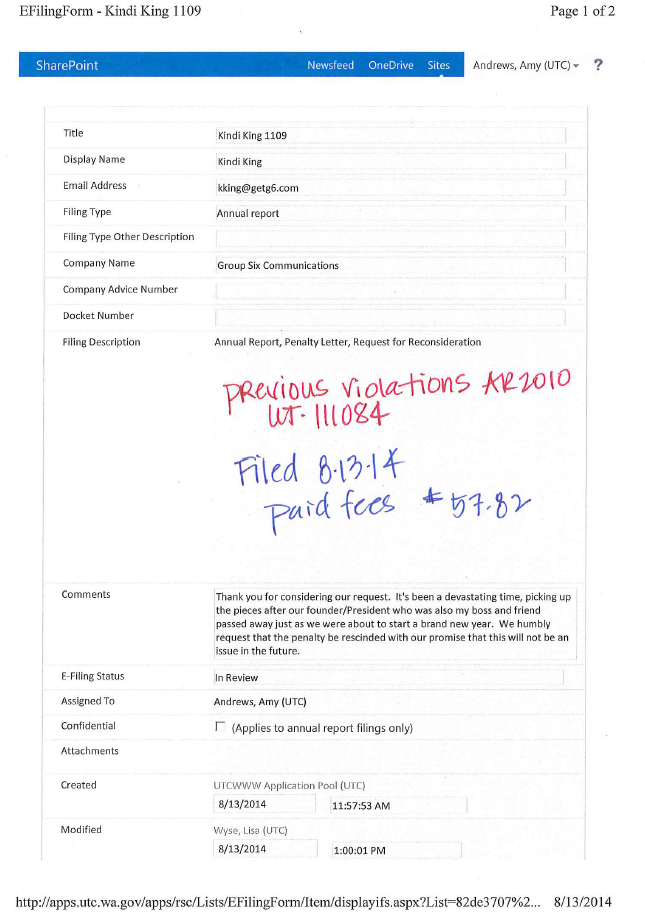 EFilingForm - Kindi King 1109 Page 1 of 2
SharePoint Newsfeed OneDrive Sites Andrews, Amy (UTC) ?
Title Kindi King 1109
Display Name Kindi King
Email Address kking@getg6.com
Filing Type Annual report
Filing Type Other Description
Company Name Group Six Communications
Company Advice Number
Docket Number
Filing Description Annual Report, Penalty Letter, Request for Reconsideration
Previous Violations AR2010
UT-111084
Filed 8-13-14
Paid fees $57.82
Comments Thank you for considering our request. It's been a devastating time, picking up
the pieces after our founder/President who was also my boss and friend
passed away just as we were about to start a brand new year. We humbly
request that the penalty be rescinded with our promise that this will not be an
issue in the future.
E-Filing Status In Review
Assigned To Andrews, Amy (UTC)
Confidential (Applies to annual report filings only)
Attachments
Created UTCWWW Application Pool (UTC)
8/13/2014 11:57:53 AM
Modified Wyse, Lisa (UTC)
8/13/2014 1:00:01 PM
http://apps.utc.wa.gov/apps/rsc/Lists/EFilingForm/Item/displayifs.aspx?List=82de3707%2... 8/13/2014